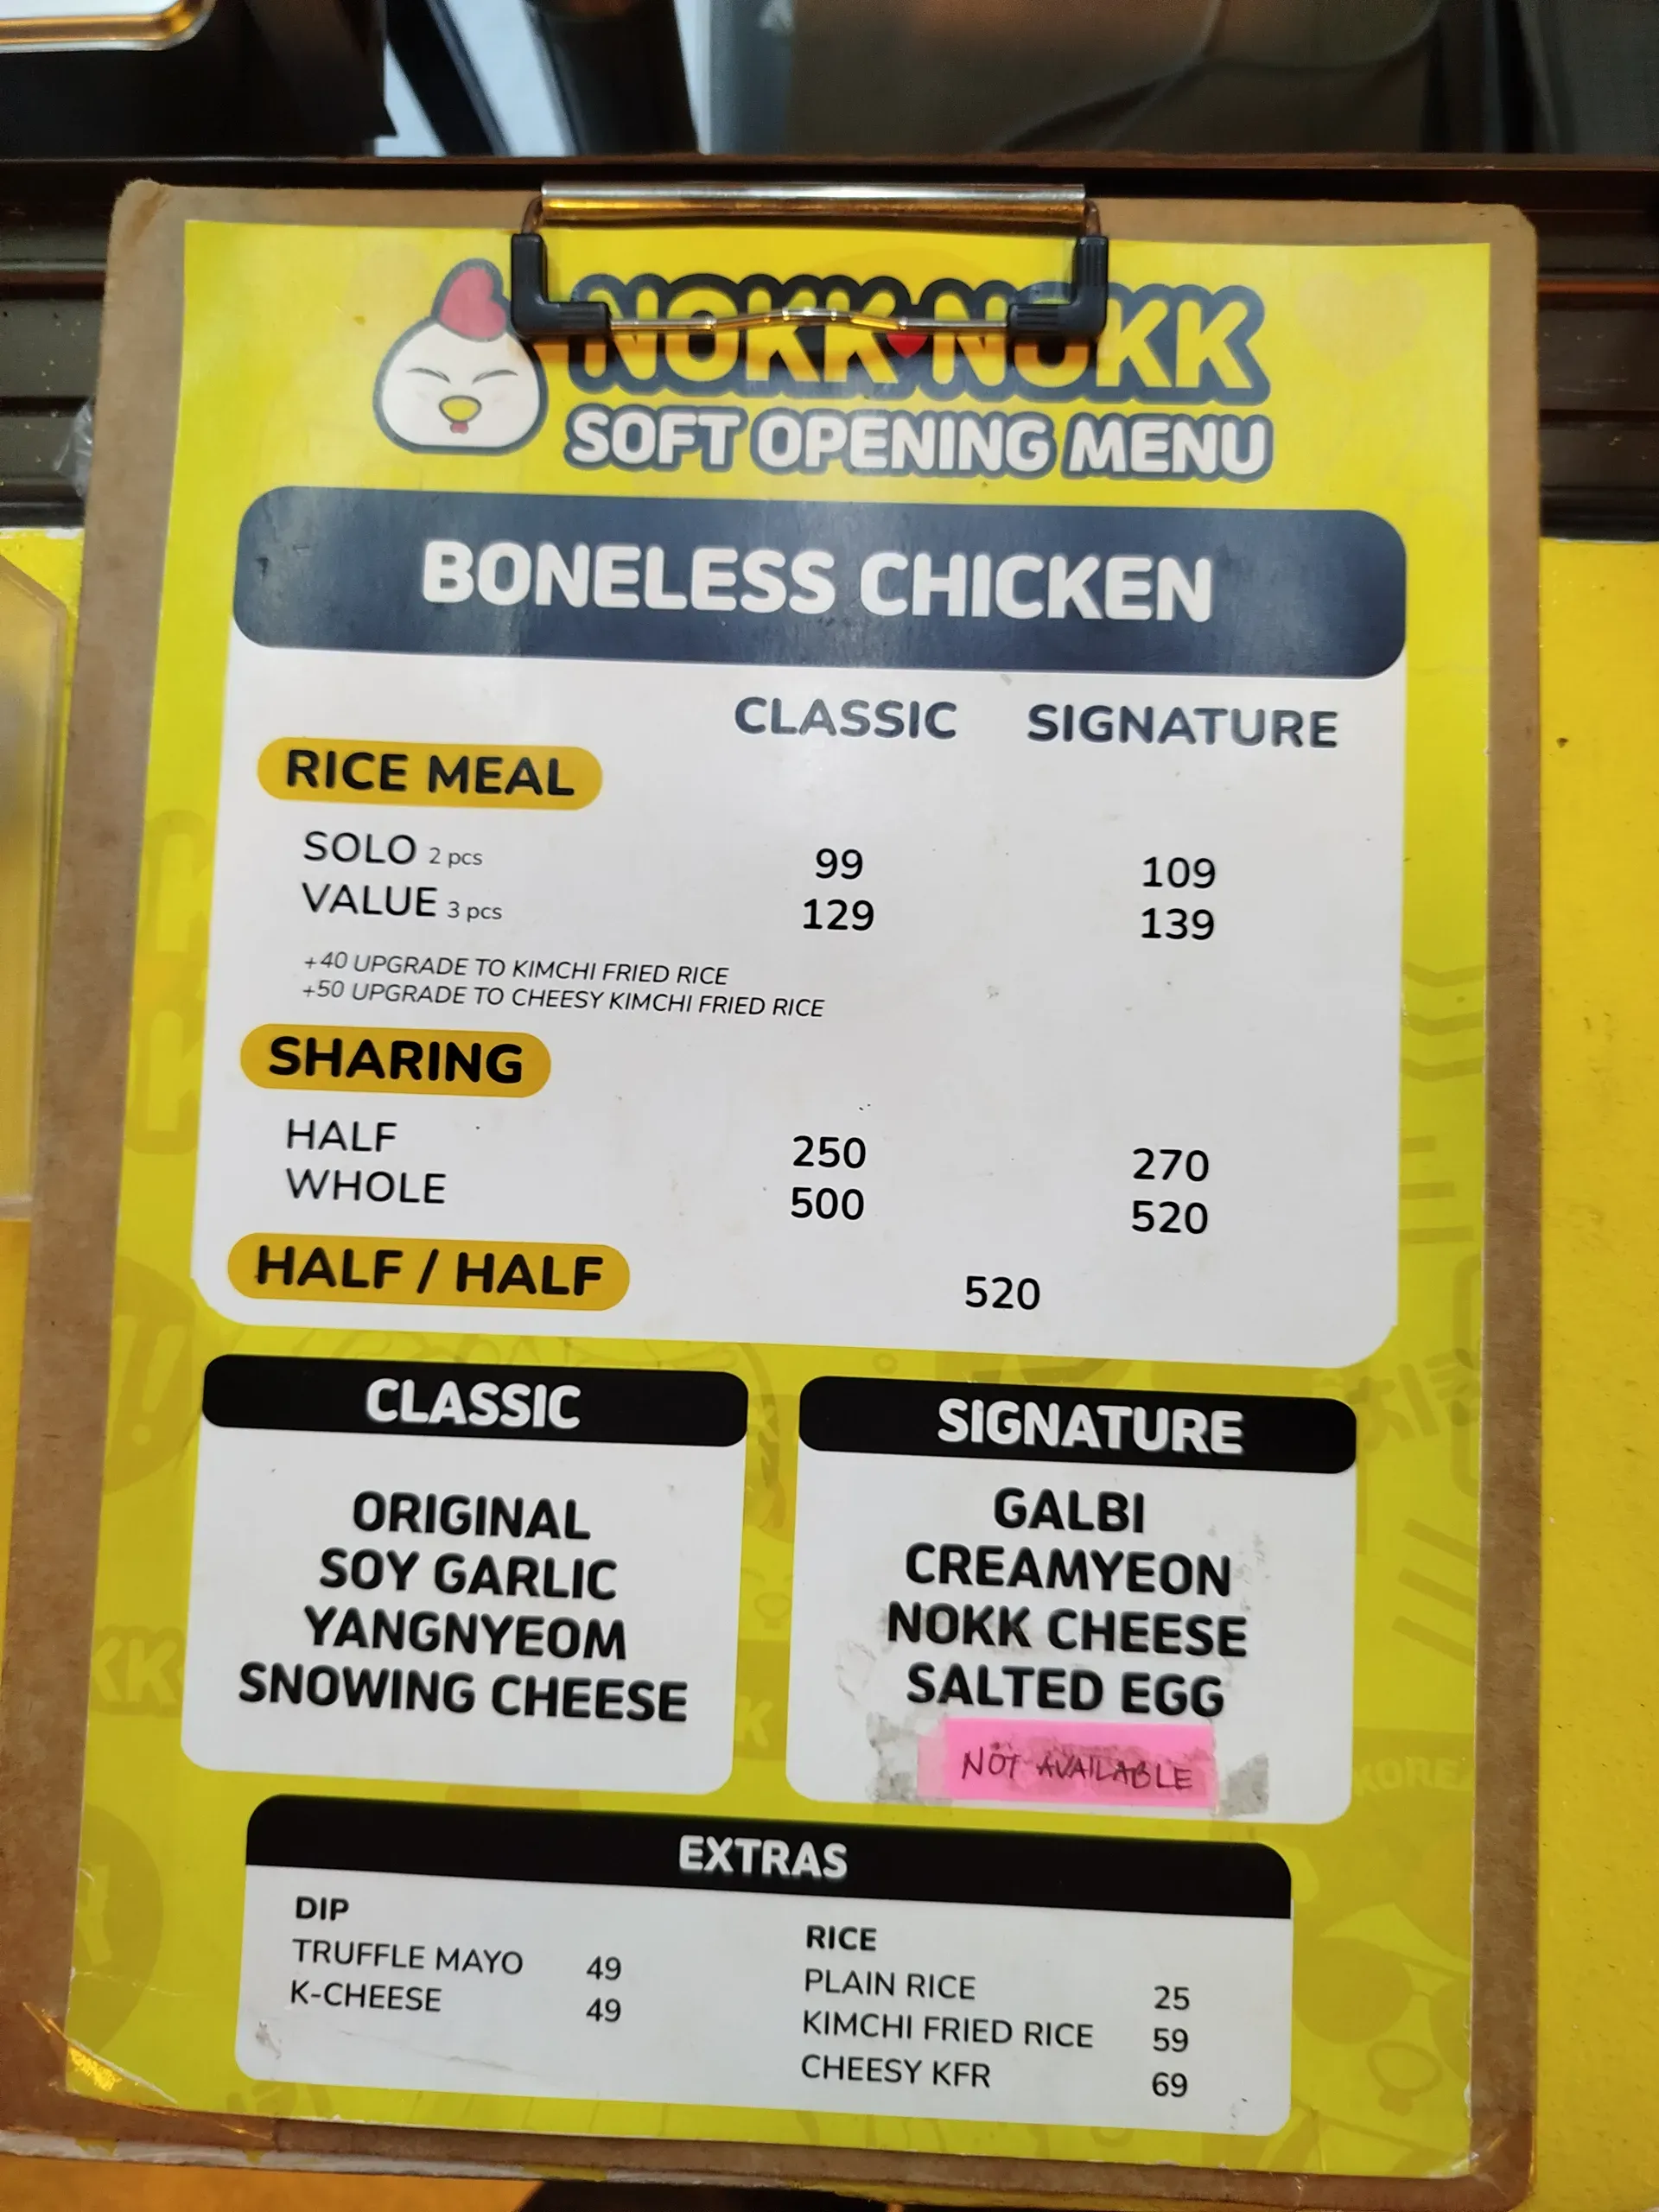 NOKK NOKK
SOFT OPENING MENU
BONELESS CHICKEN
CLASSIC SIGNATURE
RICE MEAL
SOLO 2 pcs 99 109
VALUE 3 pcs 129 139
+40 UPGRADE TO KIMCHI FRIED RICE
+50 UPGRADE TO CHEESY KIMCHI FRIED RICE
SHARING
HALF 250 270
WHOLE 500 520
HALF / HALF 520
CLASSIC
ORIGINAL
SOY GARLIC
YANGNYEOM
SNOWING CHEESE
SIGNATURE
GALBI
CREAMYEON
NOKK CHEESE
SALTED EGG
NOT AVAILABLE
EXTRAS
DIP
TRUFFLE MAYO 49
K-CHEESE 49
RICE
PLAIN RICE 25
KIMCHI FRIED RICE 59
CHEESY KFR 69